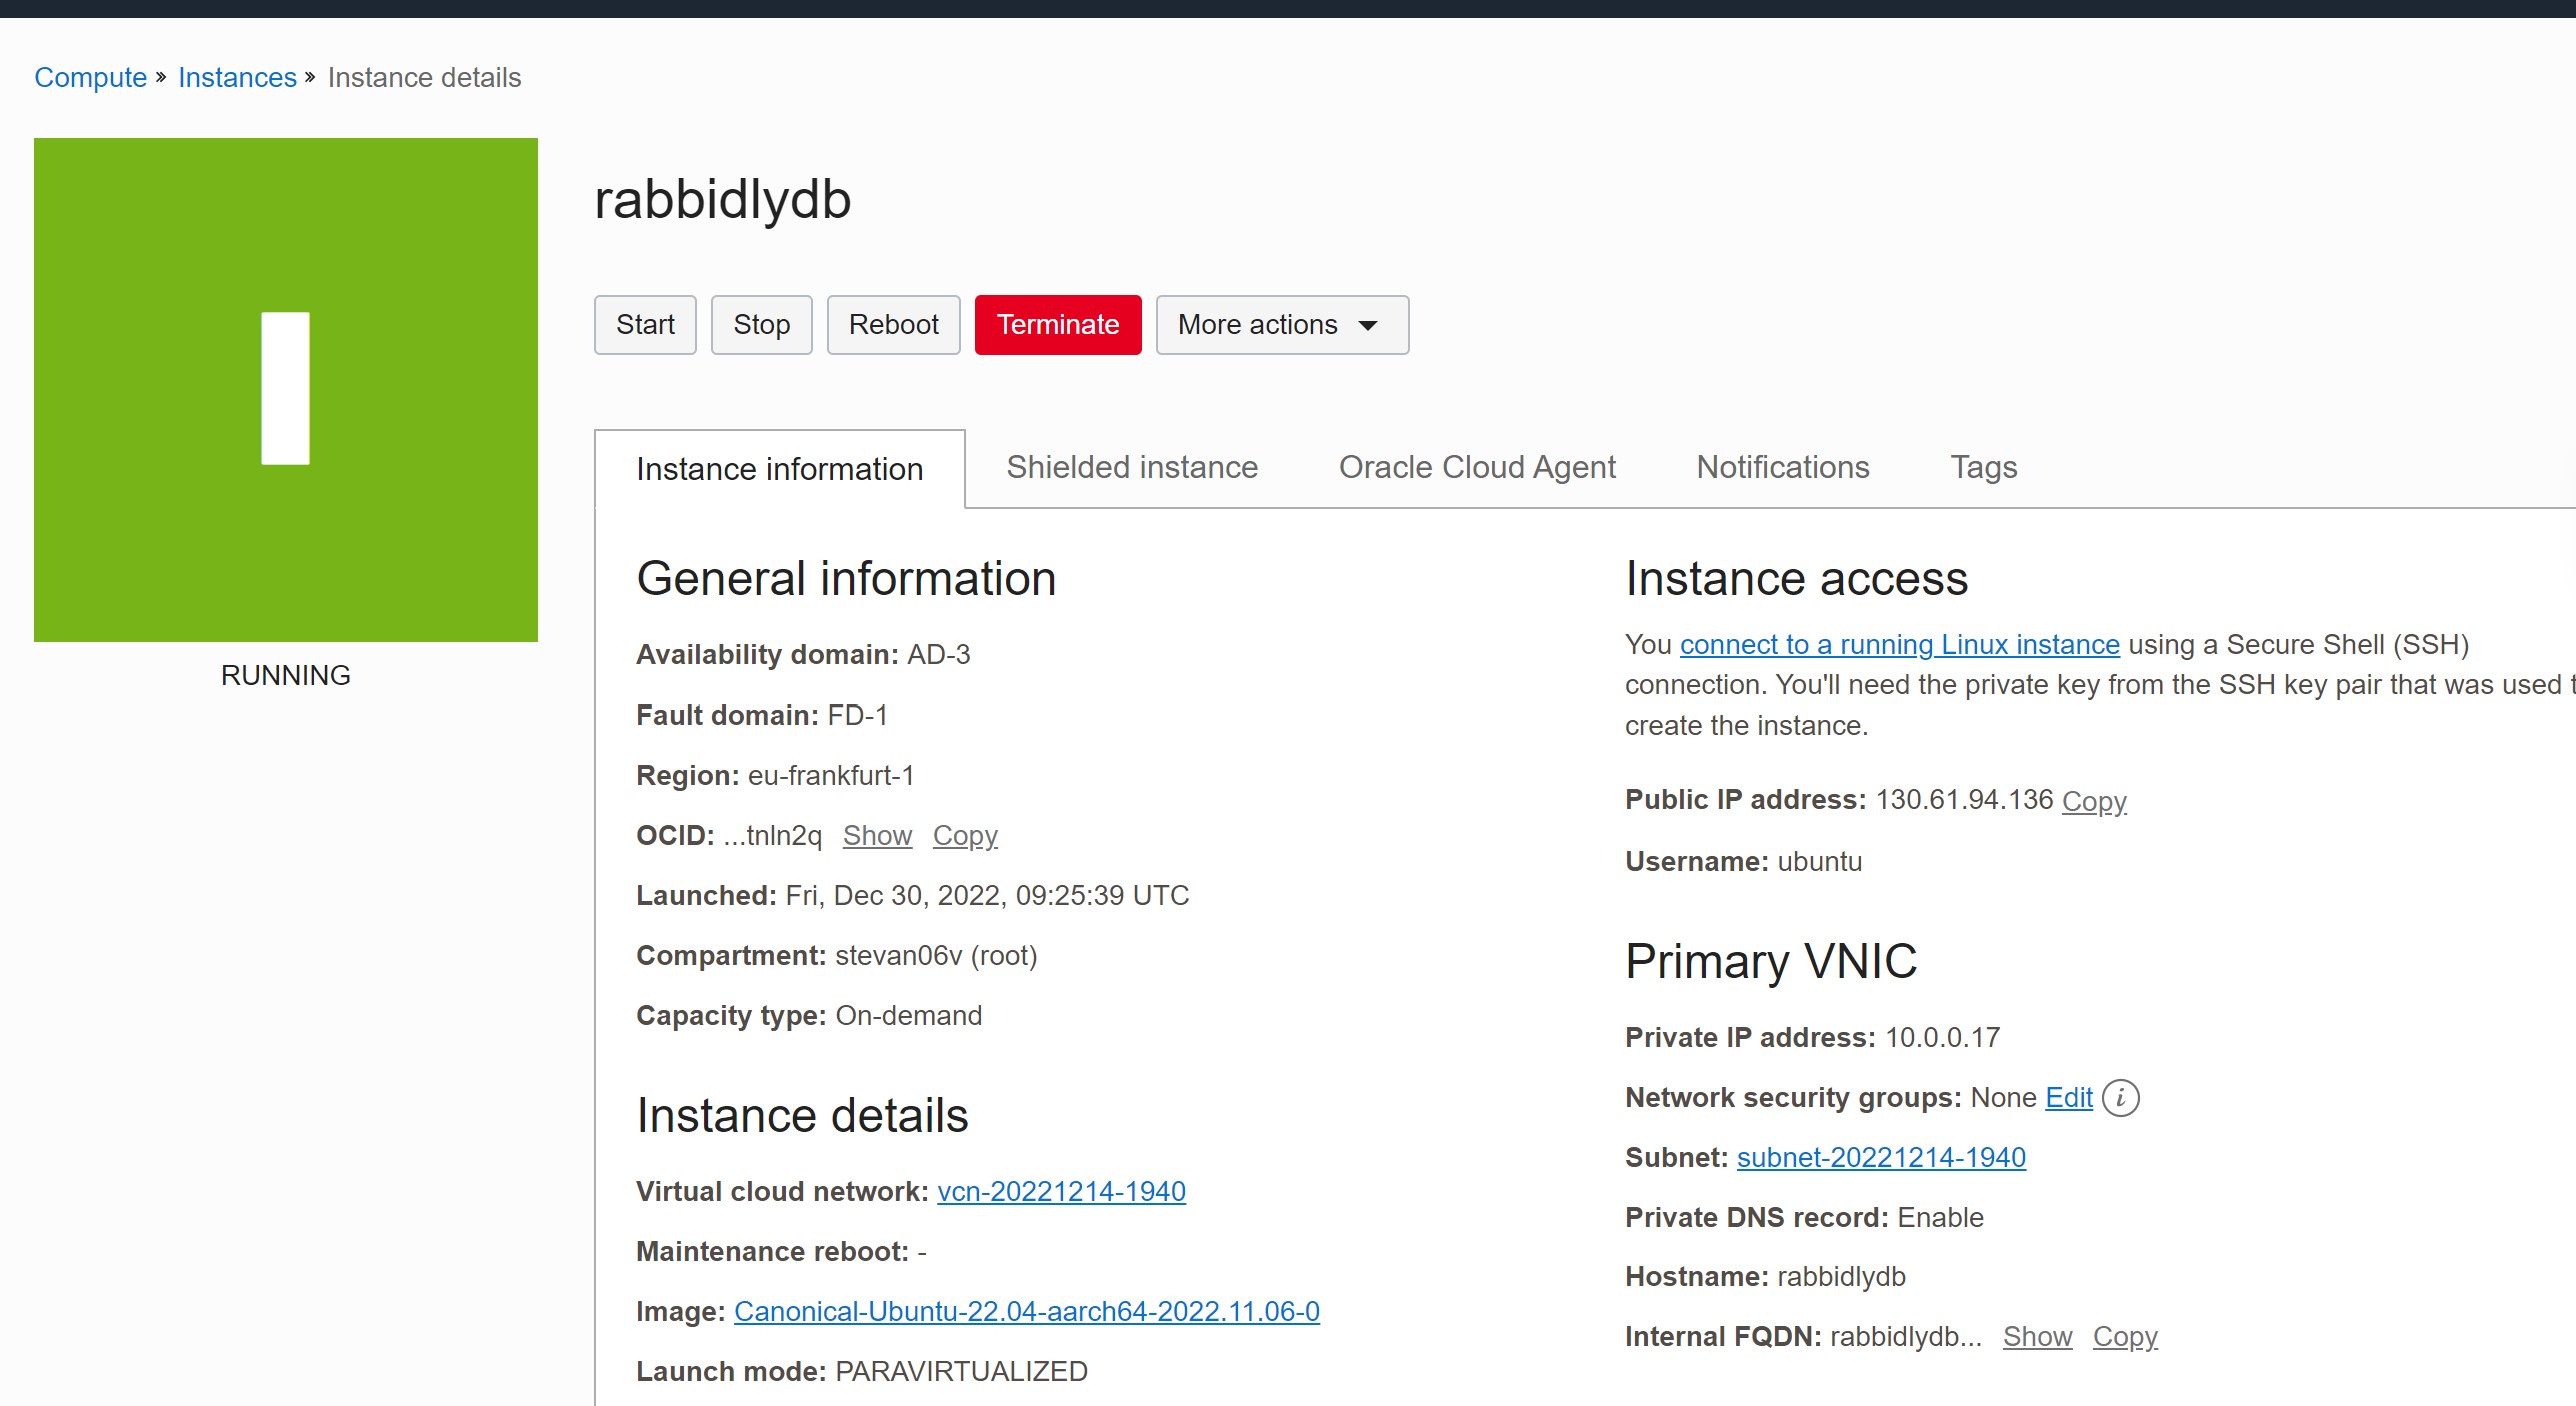 Compute » Instances » Instance details
RUNNING
rabbidlydb
Start Stop Reboot Terminate More actions
Instance information Shielded instance Oracle Cloud Agent Notifications Tags
General information
Availability domain: AD-3
Fault domain: FD-1
Region: eu-frankfurt-1
OCID: ...tnln2q Show Copy
Launched: Fri, Dec 30, 2022, 09:25:39 UTC
Compartment: stevan06v (root)
Capacity type: On-demand
Instance details
Virtual cloud network: vcn-20221214-1940
Maintenance reboot: -
Image: Canonical-Ubuntu-22.04-aarch64-2022.11.06-0
Launch mode: PARAVIRTUALIZED
Instance access
You connect to a running Linux instance using a Secure Shell (SSH)
connection. You'll need the private key from the SSH key pair that was used
create the instance.
Public IP address: 130.61.94.136 Copy
Username: ubuntu
Primary VNIC
Private IP address: 10.0.0.17
Network security groups: None Edit i
Subnet: subnet-20221214-1940
Private DNS record: Enable
Hostname: rabbidlydb
Internal FQDN: rabbidlydb... Show Copy